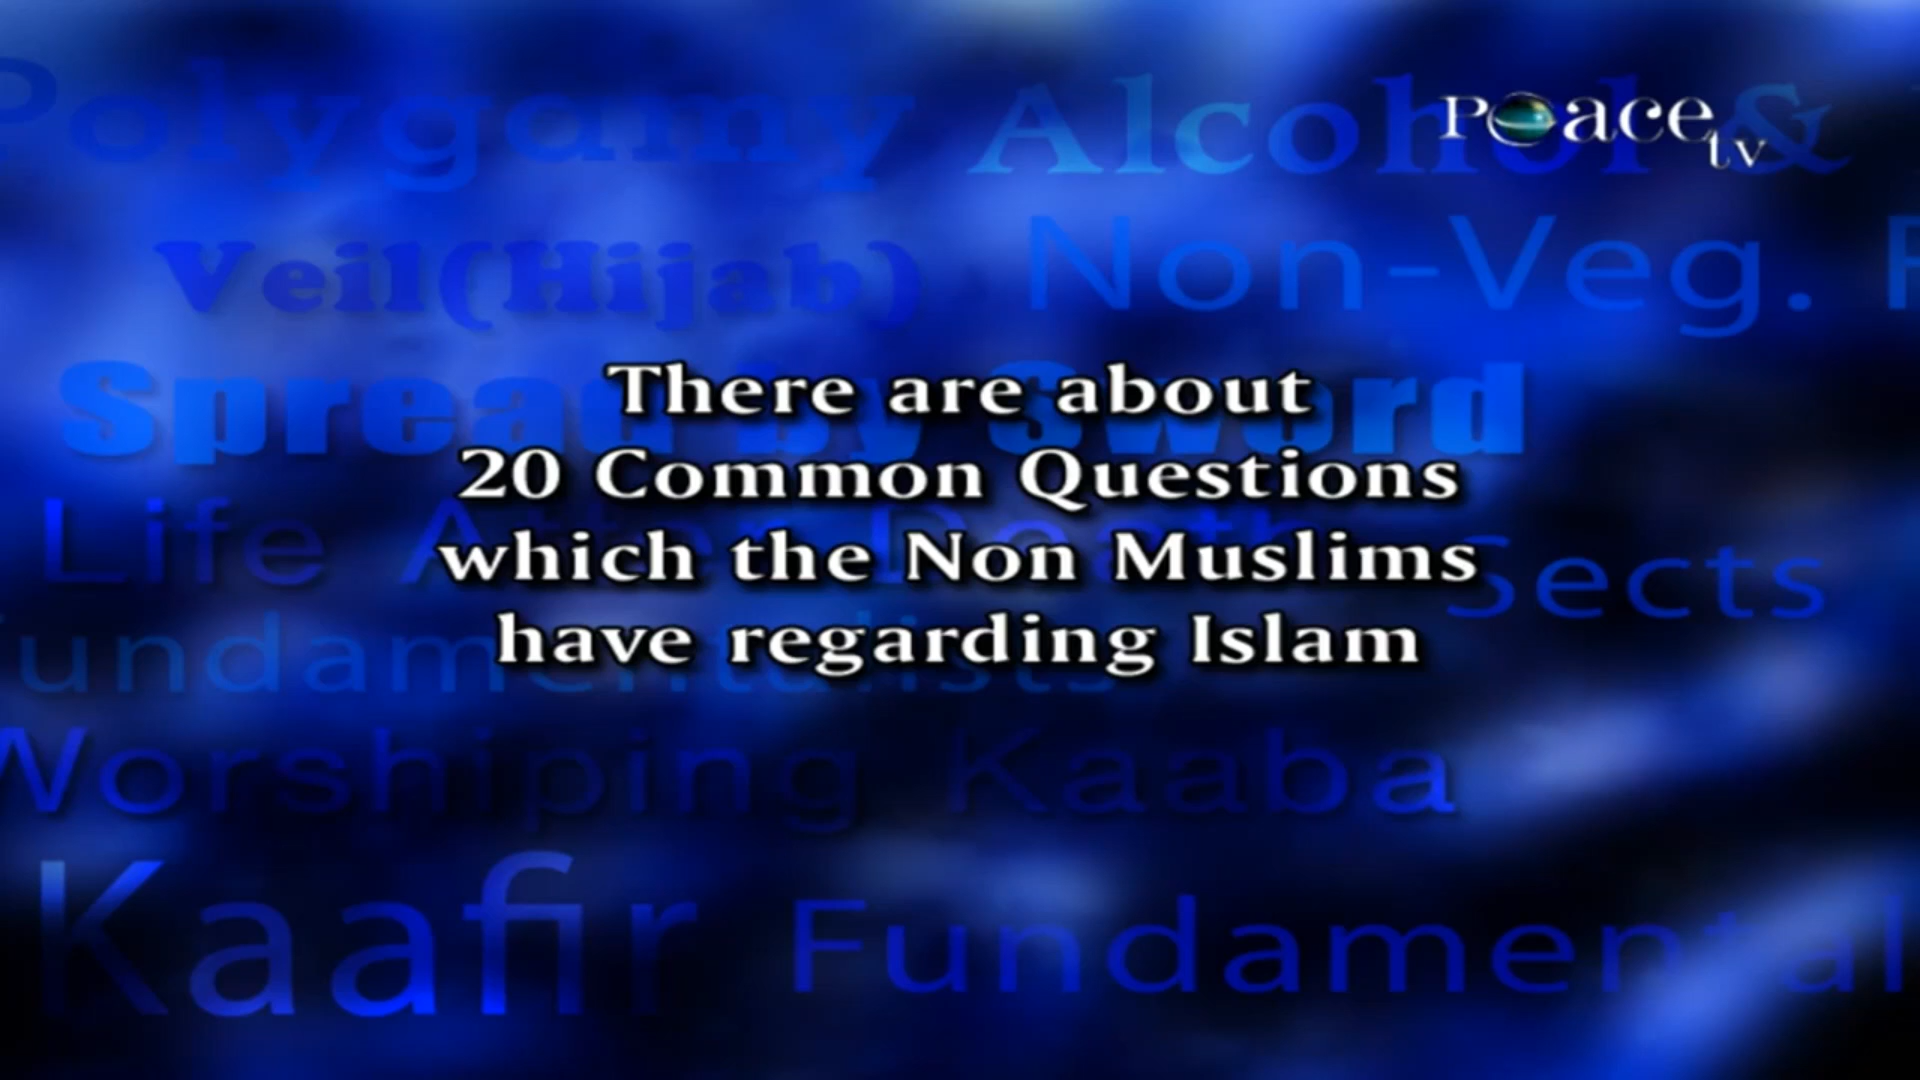 Polygamy Alcohol &
Peace
tv
Veil(Hijab) Non-Veg.
Spread by Sword
There are about
20 Common Questions
which the Non Muslims
have regarding Islam
Life After Death Sects
undamentalists
Worshiping Kaaba
Kaafir Fundamental